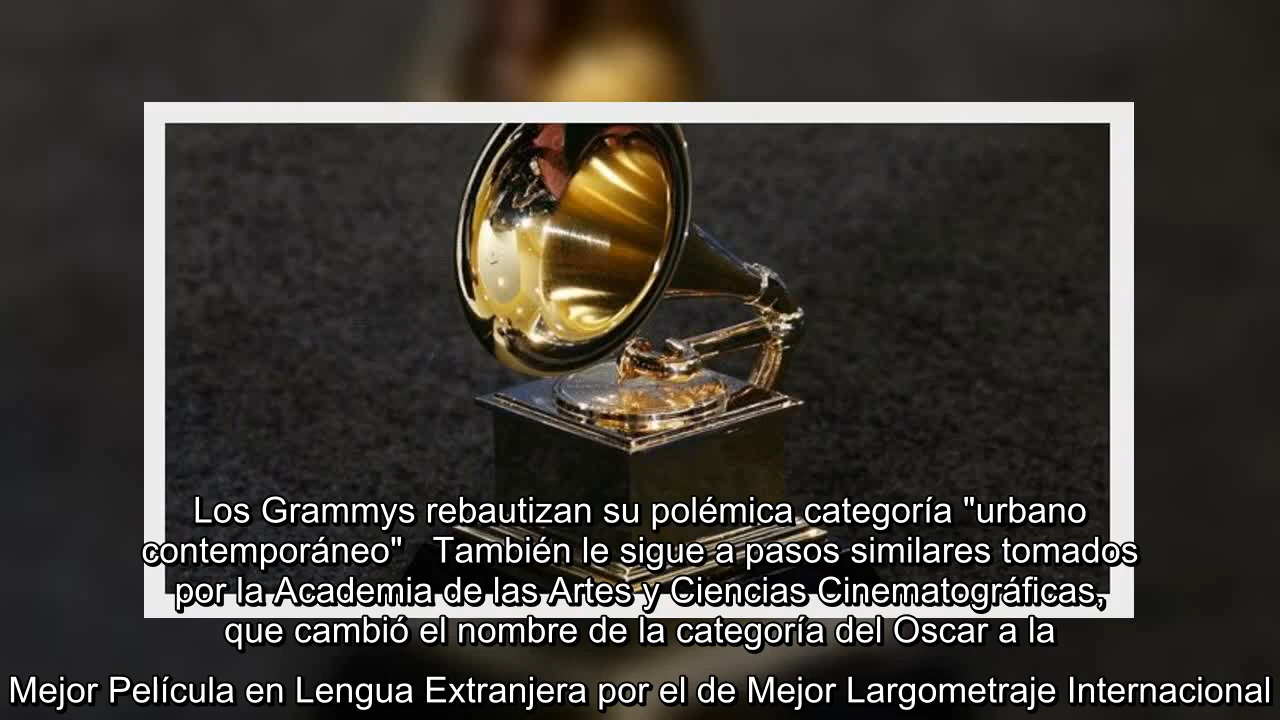 Los Grammys rebautizan su polémica categoría "urbano
contemporáneo"   También le sigue a pasos similares tomados
por la Academia de las Artes y Ciencias Cinematográficas,
que cambió el nombre de la categoría del Oscar a la
Mejor Película en Lengua Extranjera por el de Mejor Largometraje Internacional